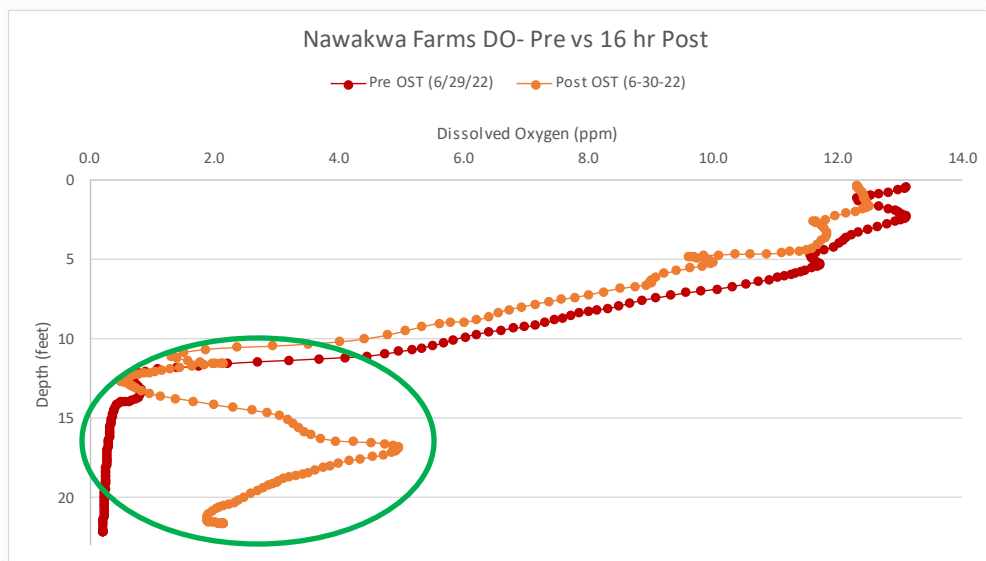 Nawakwa Farms DO- Pre vs 16 hr Post
Pre OST (6/29/22) Post OST (6-30-22)
Dissolved Oxygen (ppm)
0.0 2.0 4.0 6.0 8.0 10.0 12.0 14.0
0
5
10
15
20
Depth (feet)